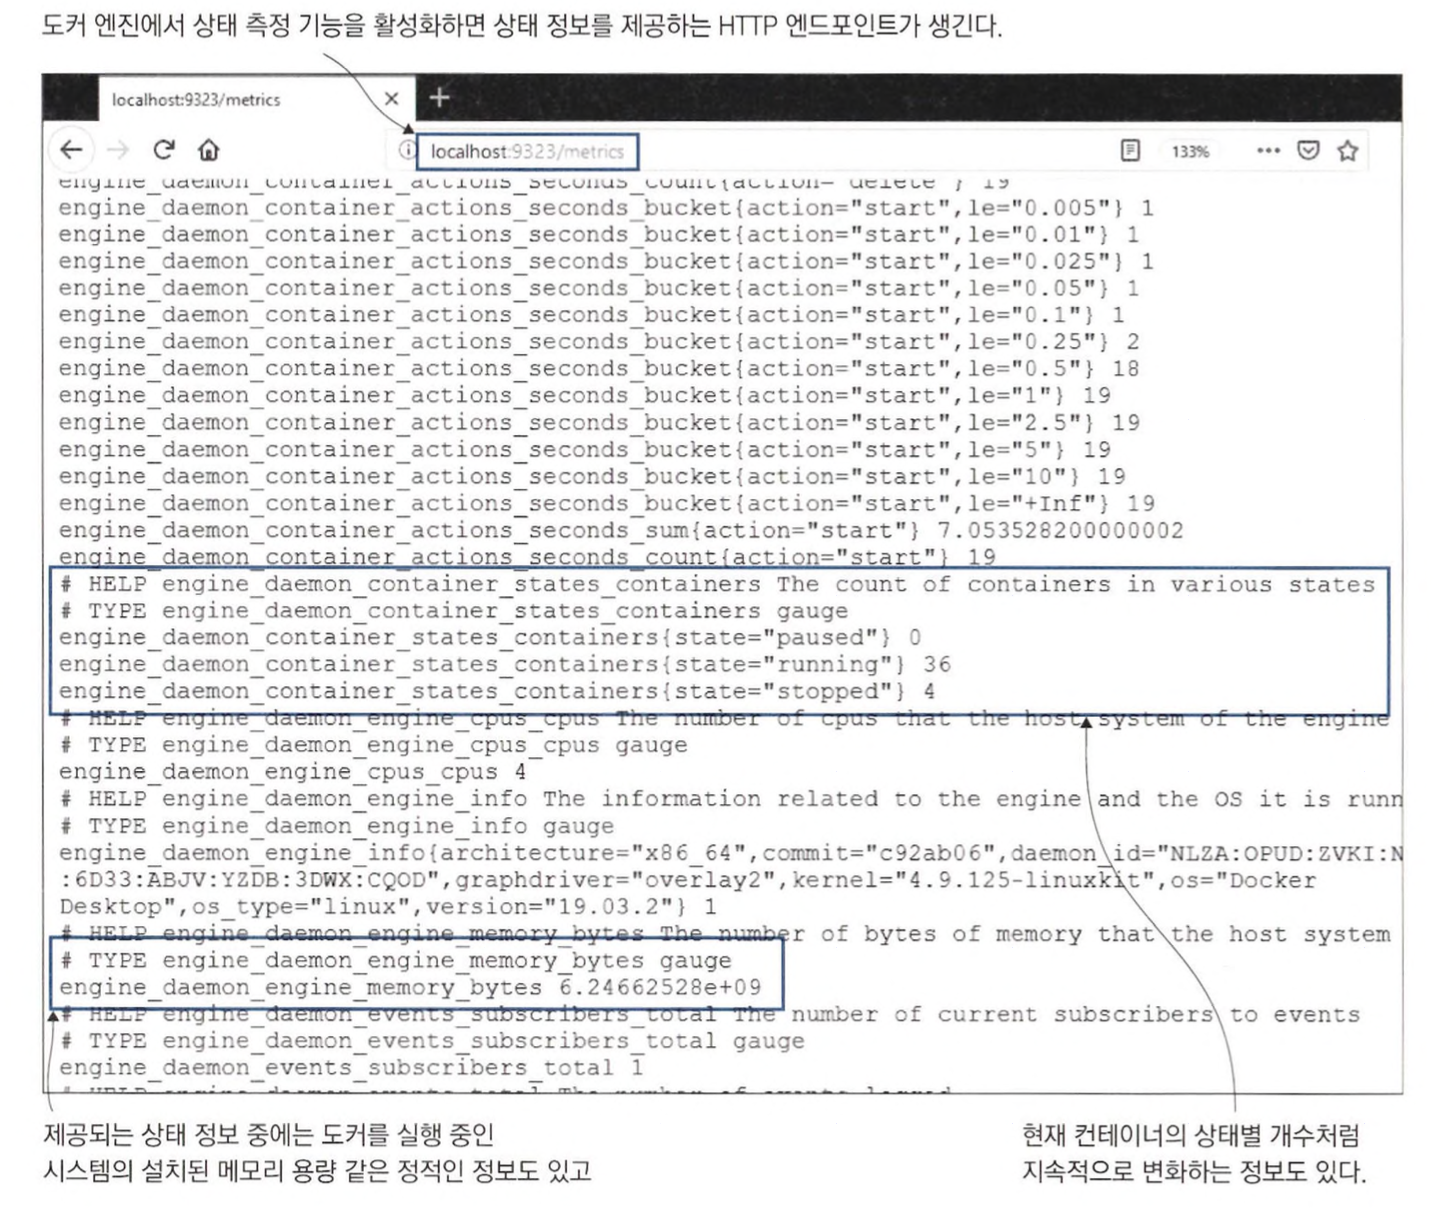 도커 엔진에서 상태 측정 기능을 활성화하면 상태 정보를 제공하는 HTTP 엔드포인트가 생긴다.
localhost:9323/metrics
localhost:9323/metrics
133%
engine_daemon_container_actions_seconds_count{action="delete"} 19
engine_daemon_container_actions_seconds_bucket{action="start",le="0.005"} 1
engine_daemon_container_actions_seconds_bucket{action="start",le="0.01"} 1
engine_daemon_container_actions_seconds_bucket{action="start",le="0.025"} 1
engine_daemon_container_actions_seconds_bucket{action="start",le="0.05"} 1
engine_daemon_container_actions_seconds_bucket{action="start",le="0.1"} 1
engine_daemon_container_actions_seconds_bucket{action="start",le="0.25"} 2
engine_daemon_container_actions_seconds_bucket{action="start",le="0.5"} 18
engine_daemon_container_actions_seconds_bucket{action="start",le="1"} 19
engine_daemon_container_actions_seconds_bucket{action="start",le="2.5"} 19
engine_daemon_container_actions_seconds_bucket{action="start",le="5"} 19
engine_daemon_container_actions_seconds_bucket{action="start",le="10"} 19
engine_daemon_container_actions_seconds_bucket{action="start",le="+Inf"} 19
engine_daemon_container_actions_seconds_sum{action="start"} 7.053528200000002
engine_daemon_container_actions_seconds_count{action="start"} 19
# HELP engine_daemon_container_states_containers The count of containers in various states
# TYPE engine_daemon_container_states_containers gauge
engine_daemon_container_states_containers{state="paused"} 0
engine_daemon_container_states_containers{state="running"} 36
engine_daemon_container_states_containers{state="stopped"} 4
# HELP engine_daemon_engine_cpus_cpus The number of cpus that the host system of the engine
# TYPE engine_daemon_engine_cpus_cpus gauge
engine_daemon_engine_cpus_cpus 4
# HELP engine_daemon_engine_info The information related to the engine and the OS it is runn
# TYPE engine_daemon_engine_info gauge
engine_daemon_engine_info{architecture="x86_64",commit="c92ab06",daemon_id="NLZA:OPUD:ZVKI:N
:6D33:ABJV:YZDB:3DWX:CQOD",graphdriver="overlay2",kernel="4.9.125-linuxkit",os="Docker
Desktop",os_type="linux",version="19.03.2"} 1
# HELP engine_daemon_engine_memory_bytes The number of bytes of memory that the host system
# TYPE engine_daemon_engine_memory_bytes gauge
engine_daemon_engine_memory_bytes 6.24662528e+09
# HELP engine_daemon_events_subscribers_total The number of current subscribers to events
# TYPE engine_daemon_events_subscribers_total gauge
engine_daemon_events_subscribers_total 1
# HELP engine_daemon_events_total The number of events logged
제공되는 상태 정보 중에는 도커를 실행 중인
시스템의 설치된 메모리 용량 같은 정적인 정보도 있고
현재 컨테이너의 상태별 개수처럼
지속적으로 변화하는 정보도 있다.